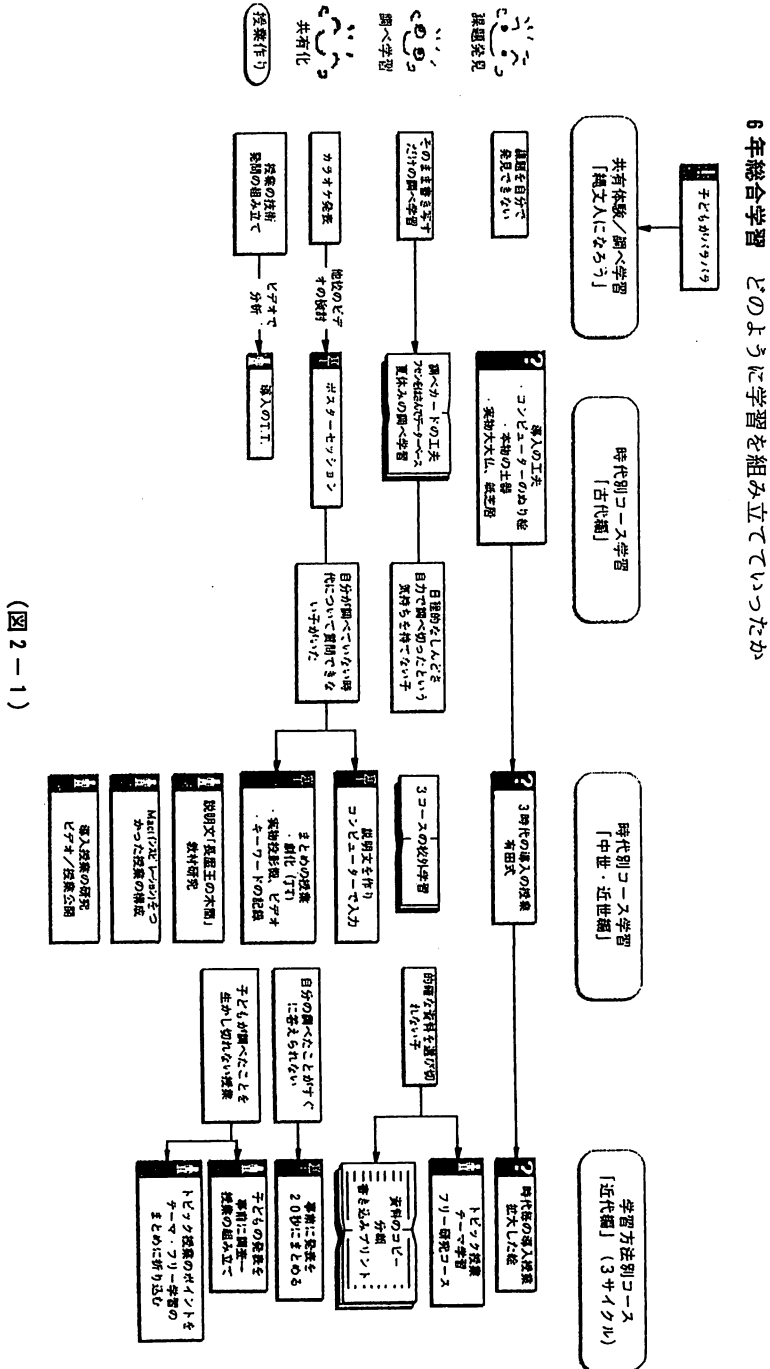 6年総合学習　どのように学習を組み立てていったか
子どもがバラバラ
共有体験／調べ学習
「縄文人になろう」
時代別コース学習
「古代編」
時代別コース学習
「中世・近世編」
学習方法別コース
「近代編」（3サイクル）
課題発見
課題を自分で
発見できない
?
導入の工夫
・コンピューターのぬり絵
・本物の土器
・実物大大仏、紙芝居
?
3時代の導入の授業
有田式
?
時代毎の導入授業
拡大した絵
調べ学習
そのまま書き写す
だけの調べ学習
調べカードの工夫
フセンをはさんでデーターベース
夏休みの調べ学習
日程的なしんどさ
自力で調べ切ったという
気持ちを持てない子
3コースの校外学習
的確な資料を選び切
れない子
トピック授業
テーマ学習
フリー研究コース
資料のコピー
分類
書き込みプリント
共有化
カラオケ発表
他校のビデ
オの検討
ポスターセッション
自分が調べていない時
代について質問できな
い子がいた
説明文を作り
コンピューターで入力
まとめの授業
・劇化（TT）
・実物投影機、ビデオ
・キーワードの記録
自分の調べたことがすぐ
に答えられない
事前に発表を
20秒にまとめる
授業作り
授業の技術
発問の組み立て
ビデオで
分析
導入のT.T.
説明文「長屋王の木簡」
教材研究
Mac(インスピレーション)をつ
かった授業の構成
導入授業の研究
ビデオ／授業公開
子どもが調べたことを
生かし切れない授業
子どもの発表を
事前に調査→
授業の組み立て
トピック授業のポイントを
テーマ・フリー学習の
まとめに折り込む
（図2－1）